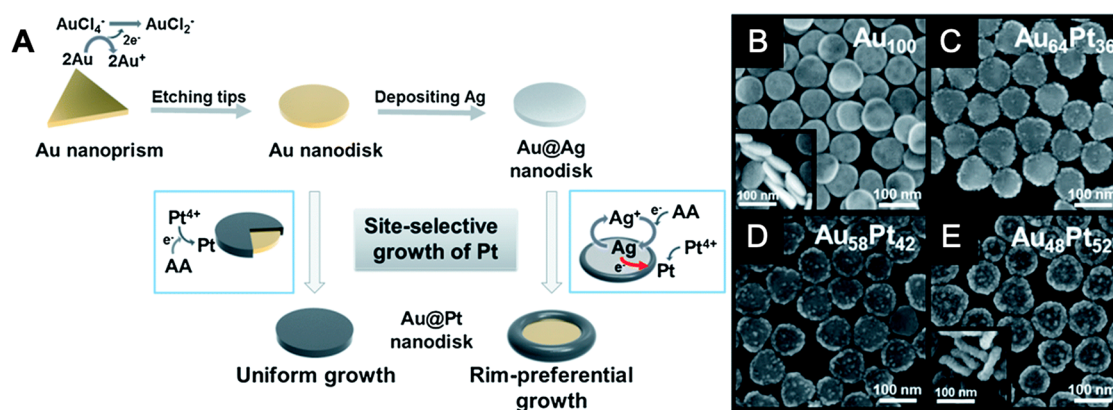 A
AuCl4-
AuCl2-
2e-
2Au
2Au+
Etching tips
Depositing Ag
Au nanoprism
Au nanodisk
Au@Ag
nanodisk
Pt4+
e-
Pt
AA
Site-selective
growth of Pt
Ag+
e-
AA
Ag
Pt4+
e-
Pt
Au@Pt
nanodisk
Uniform growth
Rim-preferential
growth
B
Au100
100 nm
100 nm
C
Au64Pt36
100 nm
D
Au58Pt42
100 nm
E
Au48Pt52
100 nm
100 nm